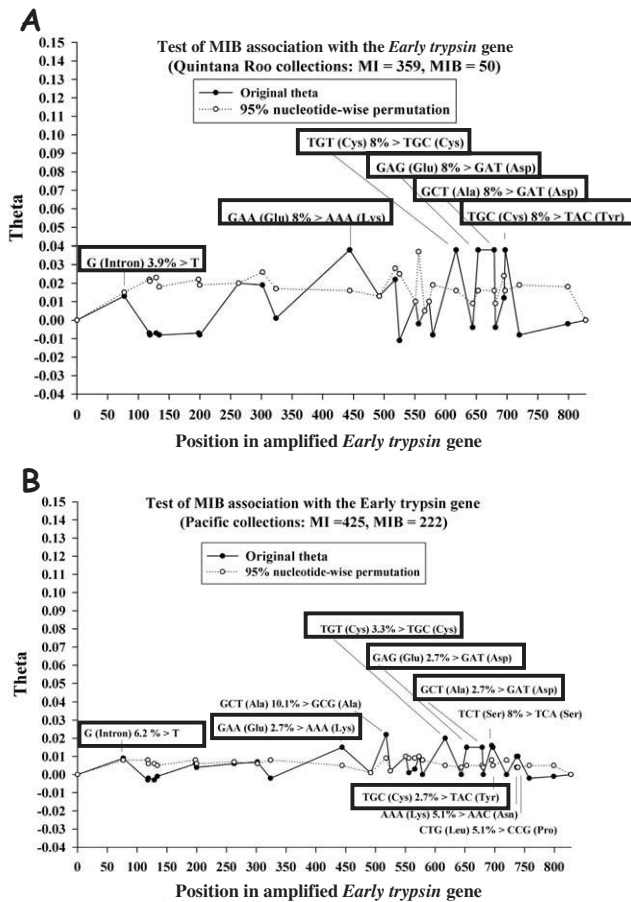 A
Test of MIB association with the Early trypsin gene
(Quintana Roo collections: MI = 359, MIB = 50)
Original theta
95% nucleotide-wise permutation
TGT (Cys) 8% > TGC (Cys)
GAG (Glu) 8% > GAT (Asp)
GCT (Ala) 8% > GAT (Asp)
GAA (Glu) 8% > AAA (Lys)
TGC (Cys) 8% > TAC (Tyr)
G (Intron) 3.9% > T
Theta
0.15
0.14
0.13
0.12
0.11
0.10
0.09
0.08
0.07
0.06
0.05
0.04
0.03
0.02
0.01
0.00
-0.01
-0.02
-0.03
-0.04
0 50 100 150 200 250 300 350 400 450 500 550 600 650 700 750 800
Position in amplified Early trypsin gene
B
Test of MIB association with the Early trypsin gene
(Pacific collections: MI =425, MIB = 222)
Original theta
95% nucleotide-wise permutation
TGT (Cys) 3.3% > TGC (Cys)
GAG (Glu) 2.7% > GAT (Asp)
GCT (Ala) 2.7% > GAT (Asp)
GCT (Ala) 10.1% > GCG (Ala)
TCT (Ser) 8% > TCA (Ser)
GAA (Glu) 2.7% > AAA (Lys)
G (Intron) 6.2 % > T
TGC (Cys) 2.7% > TAC (Tyr)
AAA (Lys) 5.1% > AAC (Asn)
CTG (Leu) 5.1% > CCG (Pro)
Theta
0.15
0.14
0.13
0.12
0.11
0.10
0.09
0.08
0.07
0.06
0.05
0.04
0.03
0.02
0.01
0.00
-0.01
-0.02
-0.03
-0.04
0 50 100 150 200 250 300 350 400 450 500 550 600 650 700 750 800
Position in amplified Early trypsin gene